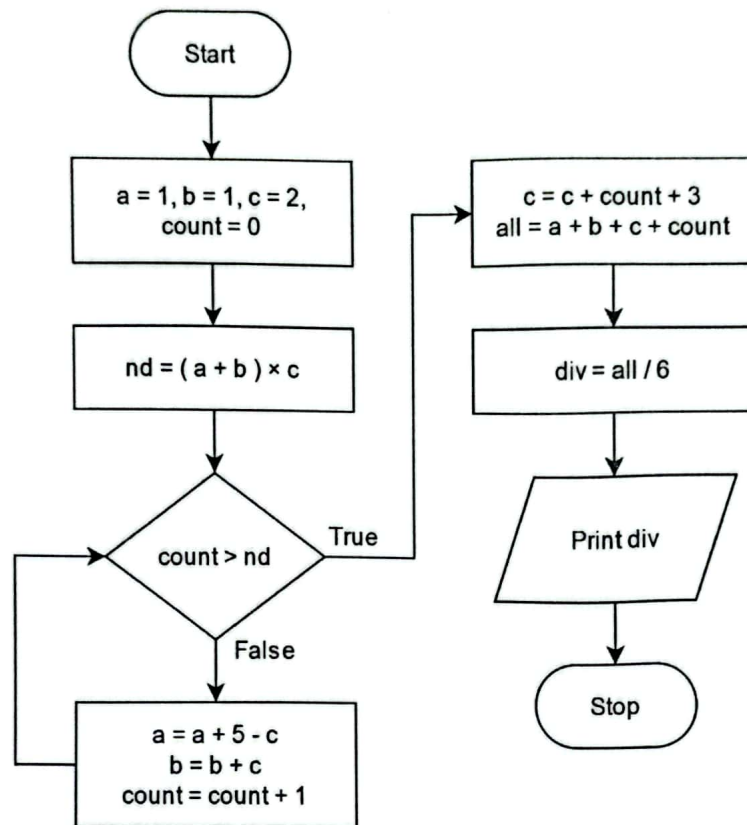 Start
a = 1, b = 1, c = 2,
count = 0
nd = ( a + b ) × c
count > nd
True
False
a = a + 5 - c
b = b + c
count = count + 1
c = c + count + 3
all = a + b + c + count
div = all / 6
Print div
Stop